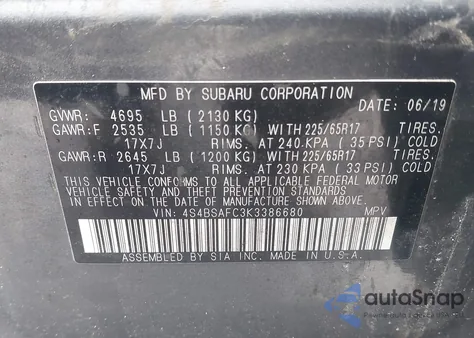 MFD BY SUBARU CORPORATION
GVWR: 4695 LB (2130 KG) DATE: 06/19
GAWR:F 2535 LB (1150 KG) WITH 225/65R17 TIRES.
17X7J RIMS. AT 240 KPA ( 35 PSI) COLD
GAWR:R 2645 LB (1200 KG) WITH 225/65R17 TIRES.
17X7J RIMS. AT 230 KPA ( 33 PSI) COLD
THIS VEHICLE CONFORMS TO ALL APPLICABLE FEDERAL MOTOR
VEHICLE SAFETY AND THEFT PREVENTION STANDARDS IN
EFFECT ON THE DATE OF MANUFACTURE SHOWN ABOVE.
VIN: 4S4BSAFC3K3386680 MPV
ASSEMBLED BY SIA INC. IN U.S.A.
autoSnap